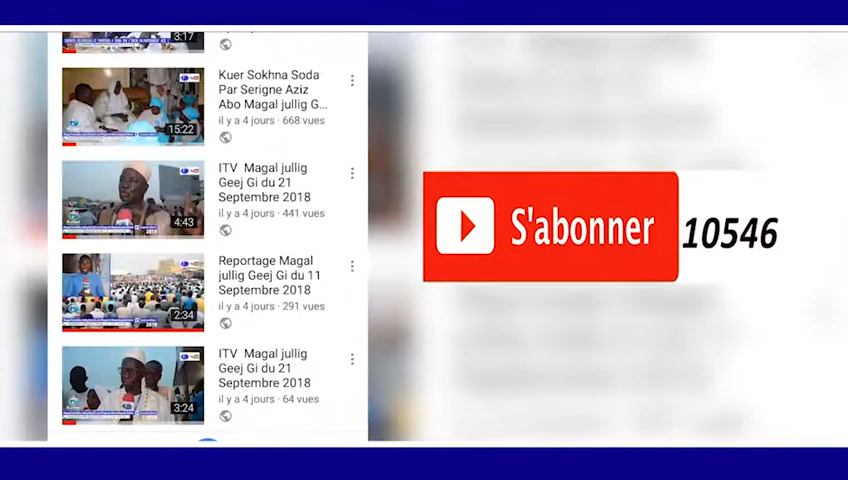 3:17
Kuer Sokhna Soda
Par Serigne Aziz
Abo Magal jullig G...
il y a 4 jours · 668 vues
15:22
ITV Magal jullig
Geej Gi du 21
Septembre 2018
il y a 4 jours · 441 vues
4:43
Reportage Magal
jullig Geej Gi du 11
Septembre 2018
il y a 4 jours · 291 vues
2:34
ITV Magal jullig
Geej Gi du 21
Septembre 2018
il y a 4 jours · 64 vues
3:24
S'abonner
10546